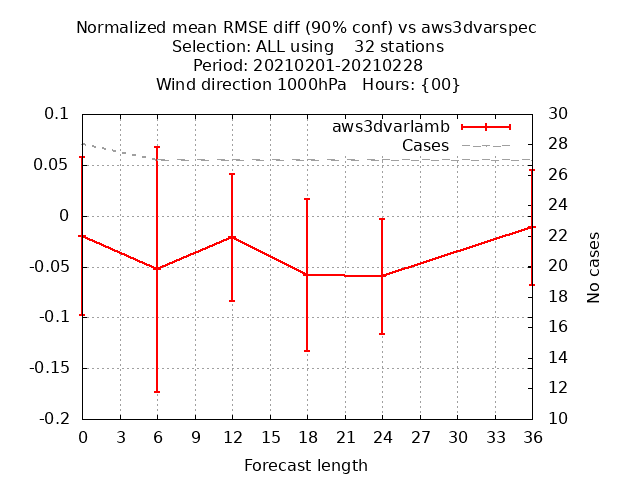 Normalized mean RMSE diff (90% conf) vs aws3dvarspec
Selection: ALL using    32 stations
Period: 20210201-20210228
Wind direction 1000hPa   Hours: {00}
aws3dvarlamb
Cases
0.1
0.05
0
-0.05
-0.1
-0.15
-0.2
30
28
26
24
22
20
18
16
14
12
10
No cases
0 3 6 9 12 15 18 21 24 27 30 33 36
Forecast length